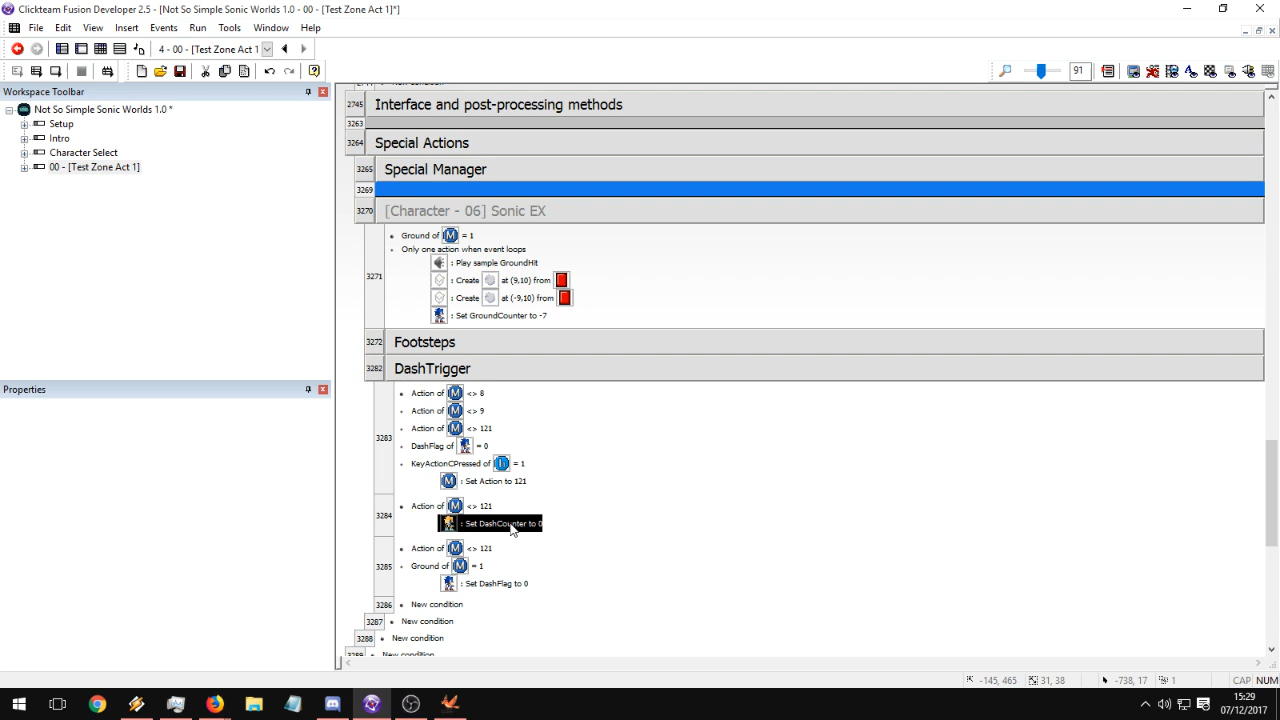 Clickteam Fusion Developer 2.5 - [Not So Simple Sonic Worlds 1.0 - 00 - [Test Zone Act 1]*]
File Edit View Insert Events Run Tools Window Help
4 - 00 - [Test Zone Act 1
91
Workspace Toolbar
Not So Simple Sonic Worlds 1.0 *
Setup
Intro
Character Select
00 - [Test Zone Act 1]
Properties
2745 Interface and post-processing methods
3263
3264 Special Actions
3265 Special Manager
3269
3270 [Character - 06] Sonic EX
3271
Ground of = 1
Only one action when event loops
: Play sample GroundHit
: Create at (9,10) from
: Create at (-9,10) from
: Set GroundCounter to -7
3272 Footsteps
3282 DashTrigger
3283
Action of <> 8
Action of <> 9
Action of <> 121
DashFlag of = 0
KeyActionCPressed of = 1
: Set Action to 121
3284
Action of <> 121
: Set DashCounter to 0
3285
Action of <> 121
Ground of = 1
: Set DashFlag to 0
3286 New condition
3287 New condition
3288 New condition
3289 New condition
-145, 465 31, 38 -738, 17 1 CAP NUM
15:29
07/12/2017